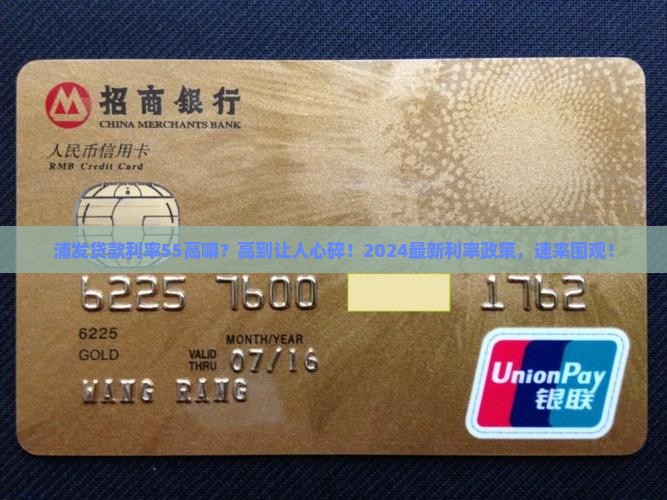 招商銀行
CHINA MERCHANTS BANK
人民币信用卡
RMB Credit Card
浦发贷款利率55高嘛？高到让人心碎！2024最新利率政策，速来围观！
6225 7600 1762
6225
MONTH/YEAR
GOLD VALID THRU 07/16
WANG RANG
UnionPay
银联